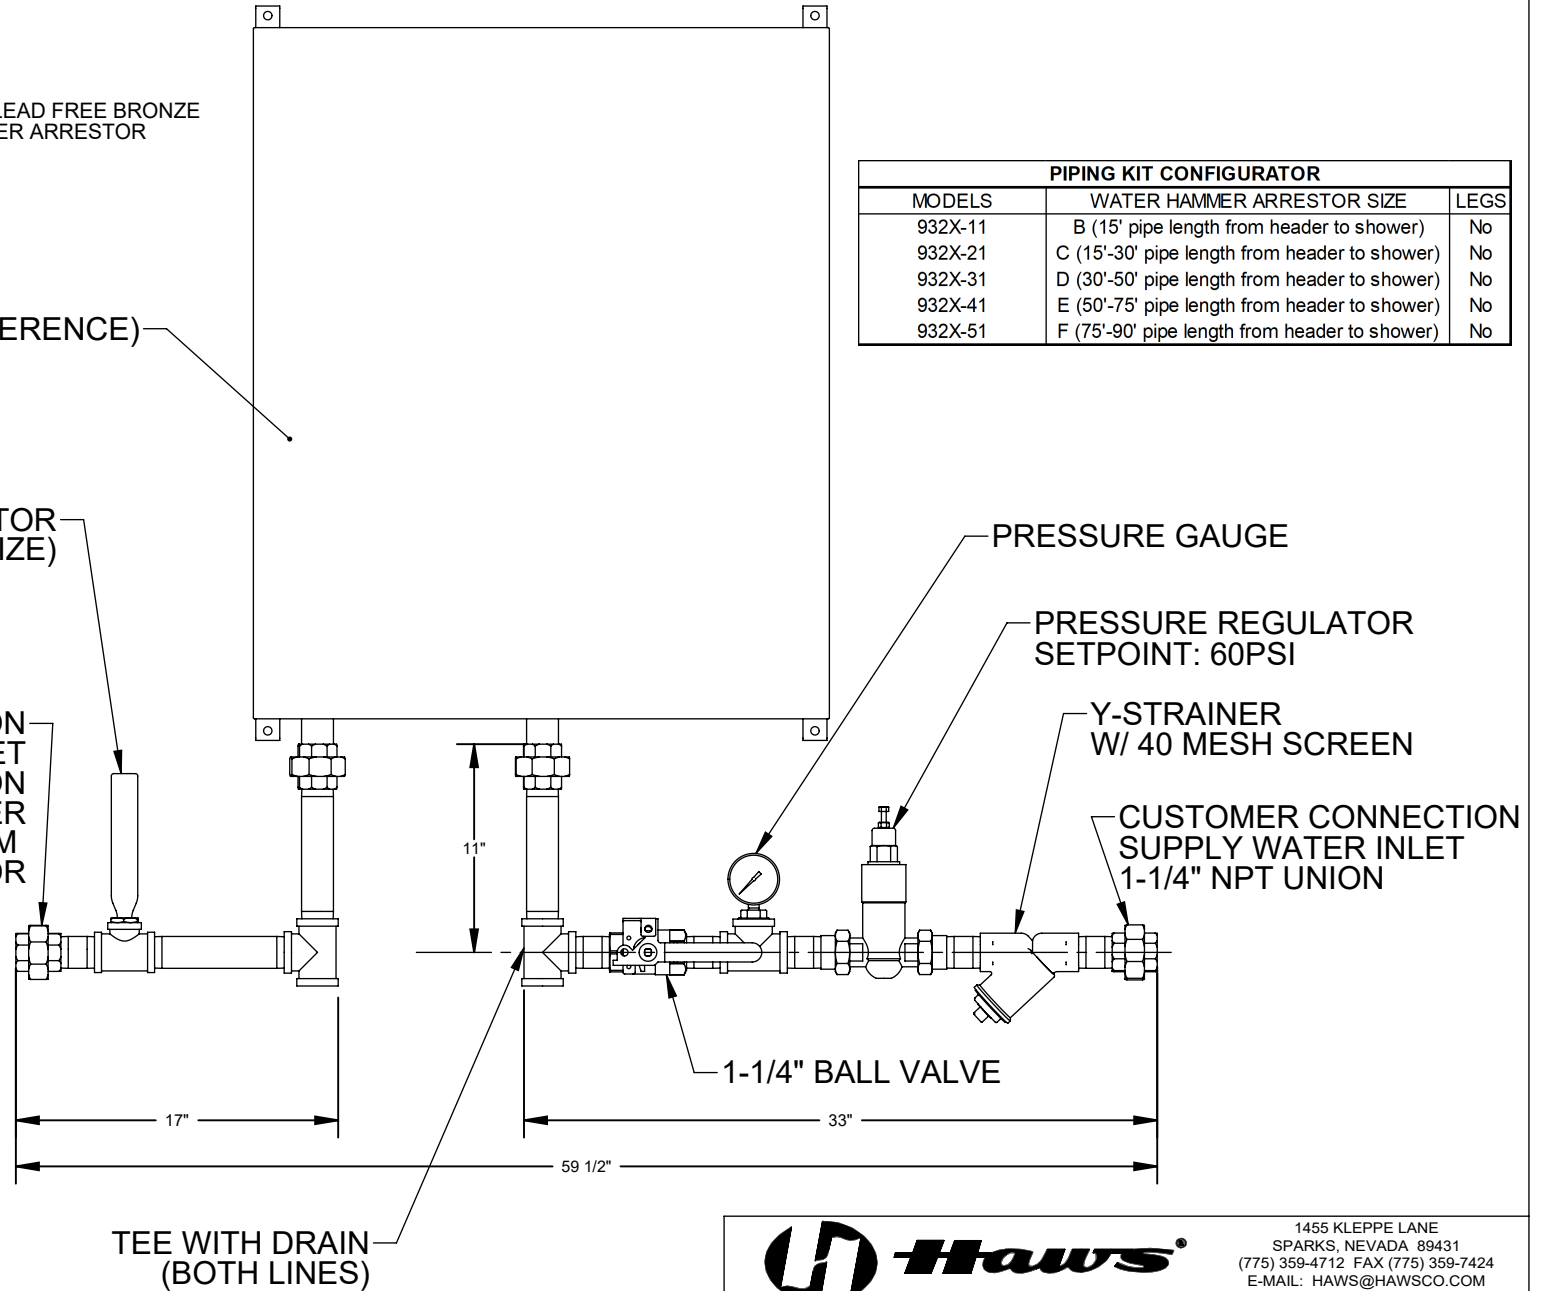 LEAD FREE BRONZE
ER ARRESTOR
PIPING KIT CONFIGURATOR
MODELS WATER HAMMER ARRESTOR SIZE LEGS
932X-11 B (15' pipe length from header to shower) No
932X-21 C (15'-30' pipe length from header to shower) No
932X-31 D (30'-50' pipe length from header to shower) No
932X-41 E (50'-75' pipe length from header to shower) No
932X-51 F (75'-90' pipe length from header to shower) No
ERENCE)
TOR
IZE)
PRESSURE GAUGE
PRESSURE REGULATOR
SETPOINT: 60PSI
Y-STRAINER
W/ 40 MESH SCREEN
ON
ET
ON
ER
M
OR
CUSTOMER CONNECTION
SUPPLY WATER INLET
1-1/4" NPT UNION
11"
1-1/4" BALL VALVE
17"
33"
59 1/2"
TEE WITH DRAIN
(BOTH LINES)
Haws®
1455 KLEPPE LANE
SPARKS, NEVADA 89431
(775) 359-4712 FAX (775) 359-7424
E-MAIL: HAWS@HAWSCO.COM